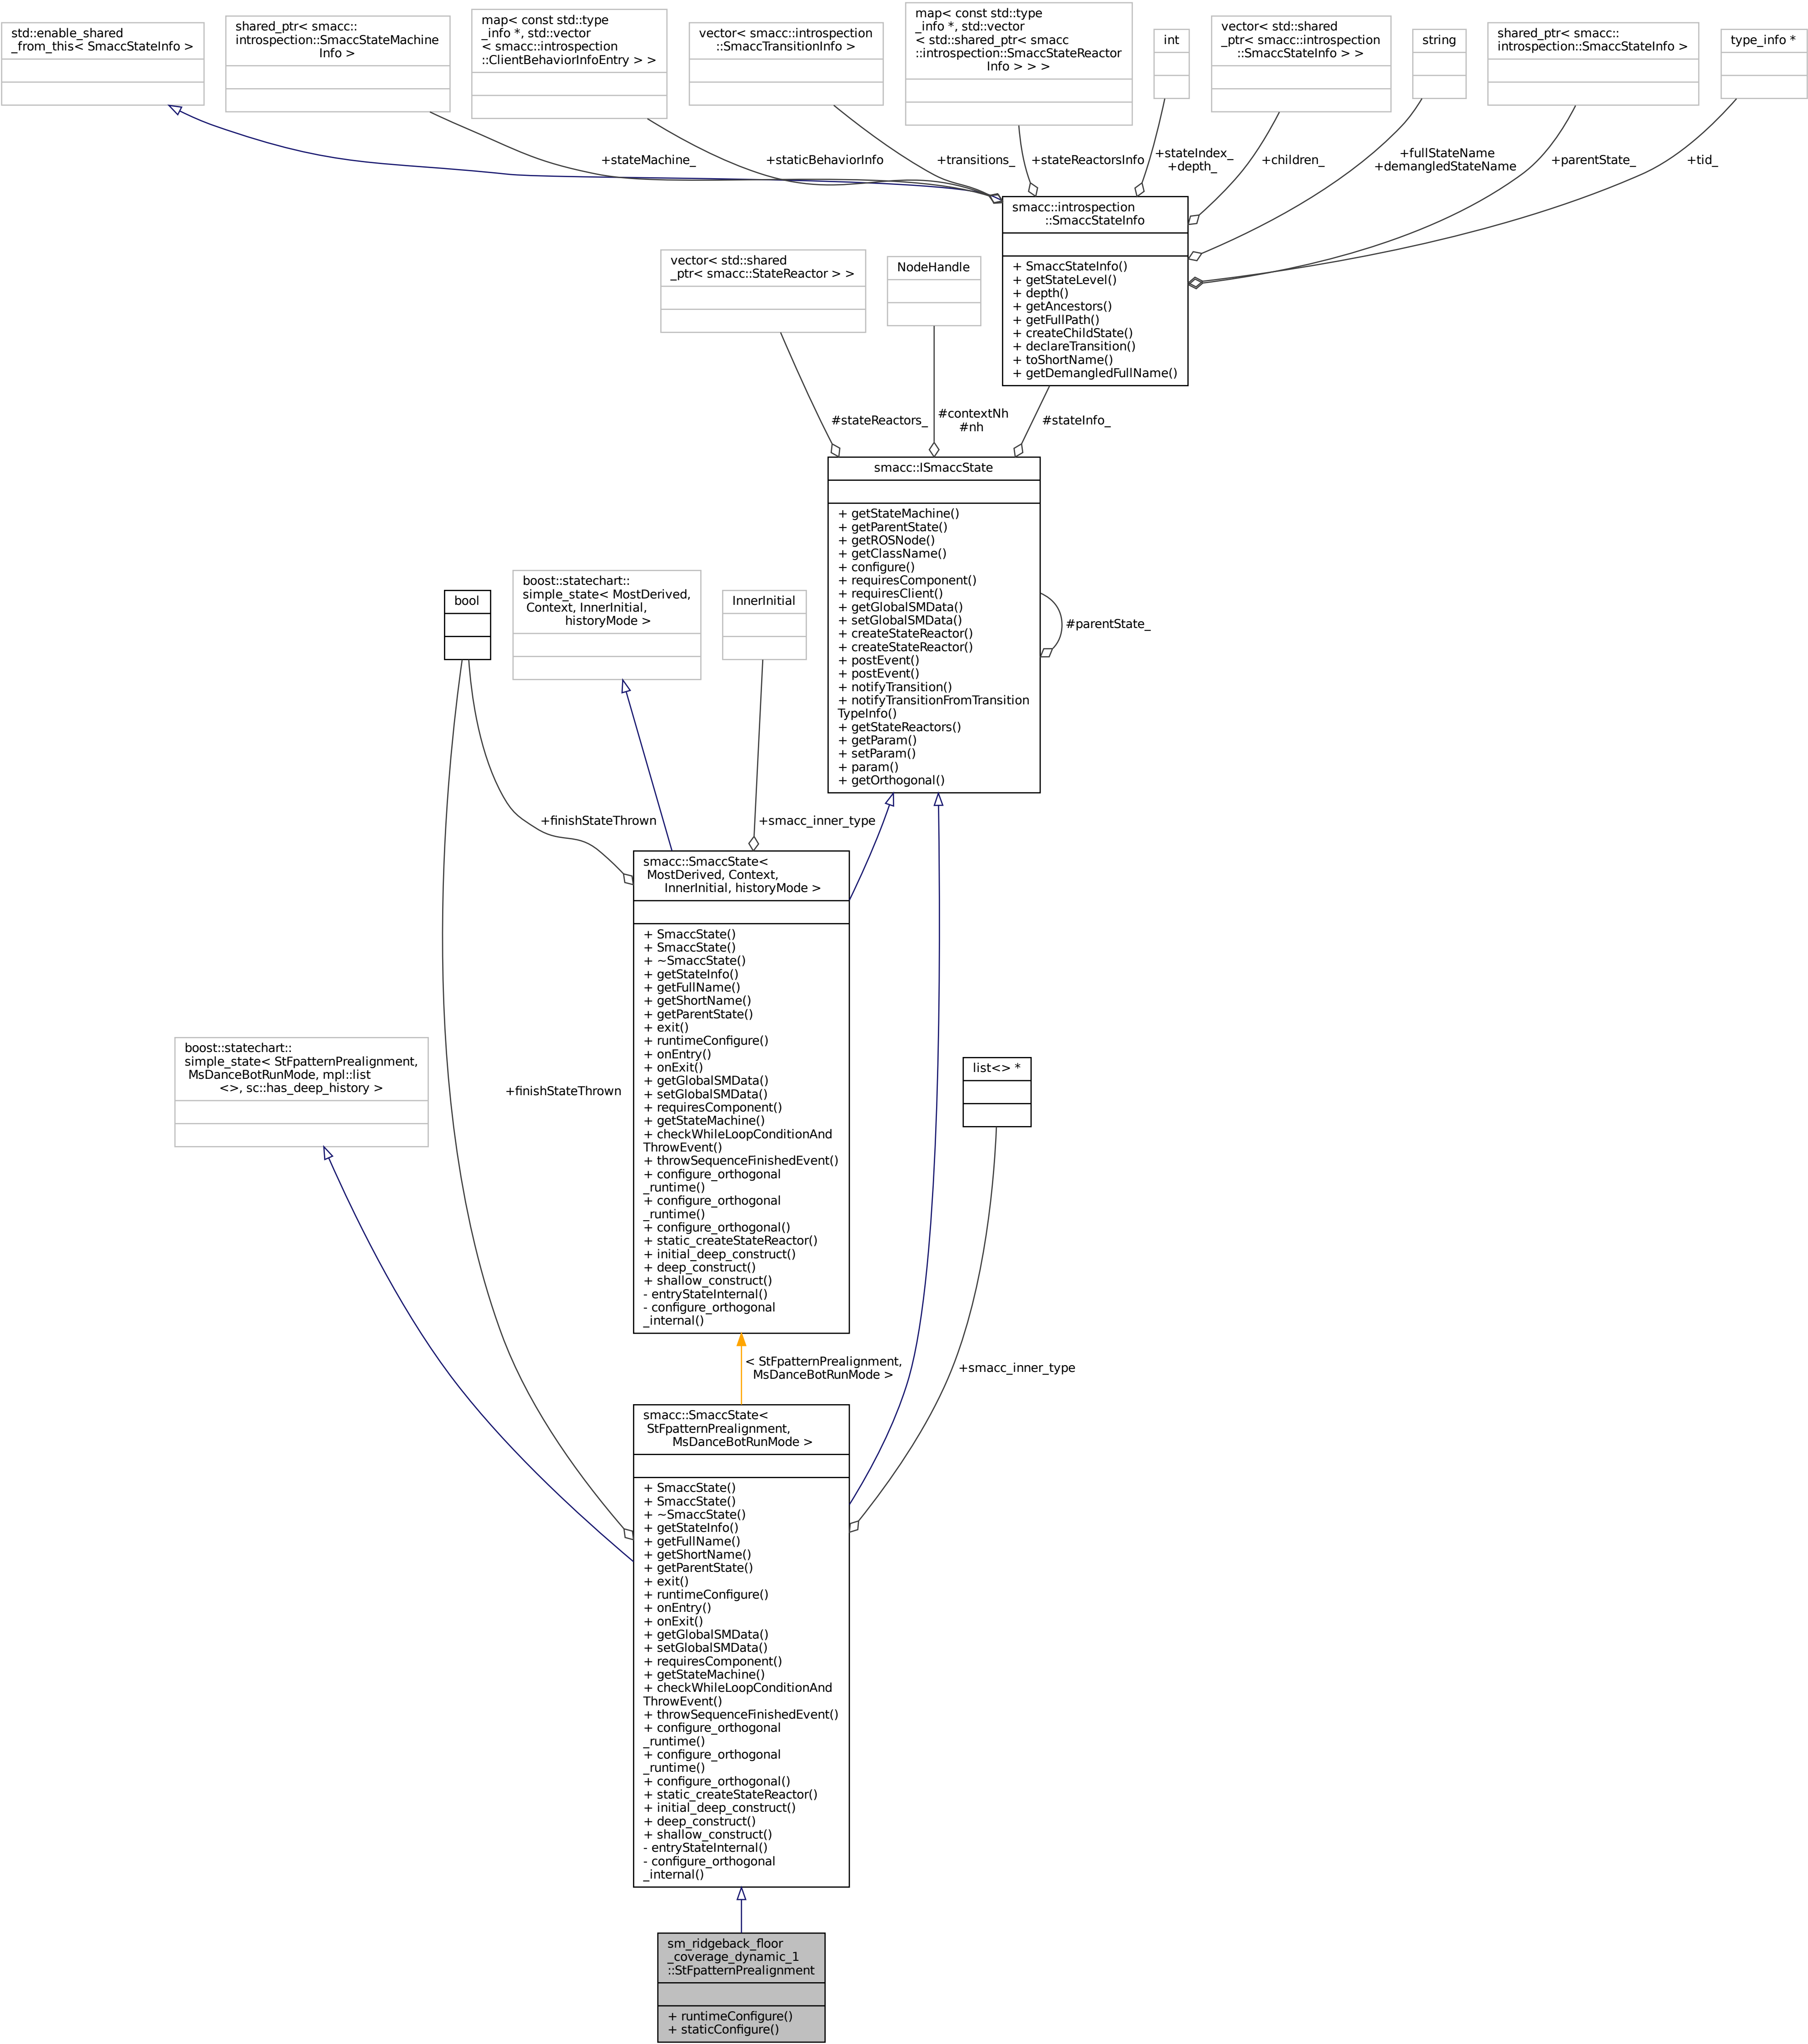 std::enable_shared
_from_this< SmaccStateInfo >
shared_ptr< smacc::
introspection::SmaccStateMachine
Info >
map< const std::type
_info *, std::vector
< smacc::introspection
::ClientBehaviorInfoEntry > >
vector< smacc::introspection
::SmaccTransitionInfo >
map< const std::type
_info *, std::vector
< std::shared_ptr< smacc
::introspection::SmaccStateReactor
Info > > >
int
vector< std::shared
_ptr< smacc::introspection
::SmaccStateInfo > >
string
shared_ptr< smacc::
introspection::SmaccStateInfo >
type_info *
+stateMachine_
+staticBehaviorInfo
+transitions_
+stateReactorsInfo
+stateIndex_
+depth_
+children_
+fullStateName
+demangledStateName
+parentState_
+tid_
smacc::introspection
::SmaccStateInfo
+ SmaccStateInfo()
+ getStateLevel()
+ depth()
+ getAncestors()
+ getFullPath()
+ createChildState()
+ declareTransition()
+ toShortName()
+ getDemangledFullName()
vector< std::shared
_ptr< smacc::StateReactor > >
NodeHandle
#stateReactors_
#contextNh
#nh
#stateInfo_
smacc::ISmaccState
+ getStateMachine()
+ getParentState()
+ getROSNode()
+ getClassName()
+ configure()
+ requiresComponent()
+ requiresClient()
+ getGlobalSMData()
+ setGlobalSMData()
+ createStateReactor()
+ createStateReactor()
+ postEvent()
+ postEvent()
+ notifyTransition()
+ notifyTransitionFromTransition
TypeInfo()
+ getStateReactors()
+ getParam()
+ setParam()
+ param()
+ getOrthogonal()
#parentState_
bool
boost::statechart::
simple_state< MostDerived,
Context, InnerInitial,
historyMode >
InnerInitial
+finishStateThrown
+smacc_inner_type
smacc::SmaccState<
MostDerived, Context,
InnerInitial, historyMode >
+ SmaccState()
+ SmaccState()
+ ~SmaccState()
+ getStateInfo()
+ getFullName()
+ getShortName()
+ getParentState()
+ exit()
+ runtimeConfigure()
+ onEntry()
+ onExit()
+ getGlobalSMData()
+ setGlobalSMData()
+ requiresComponent()
+ getStateMachine()
+ checkWhileLoopConditionAnd
ThrowEvent()
+ throwSequenceFinishedEvent()
+ configure_orthogonal
_runtime()
+ configure_orthogonal
_runtime()
+ configure_orthogonal()
+ static_createStateReactor()
+ initial_deep_construct()
+ deep_construct()
+ shallow_construct()
- entryStateInternal()
- configure_orthogonal
_internal()
boost::statechart::
simple_state< StFpatternPrealignment,
MsDanceBotRunMode, mpl::list
<>, sc::has_deep_history >
+finishStateThrown
list<> *
< StFpatternPrealignment,
MsDanceBotRunMode >
+smacc_inner_type
smacc::SmaccState<
StFpatternPrealignment,
MsDanceBotRunMode >
+ SmaccState()
+ SmaccState()
+ ~SmaccState()
+ getStateInfo()
+ getFullName()
+ getShortName()
+ getParentState()
+ exit()
+ runtimeConfigure()
+ onEntry()
+ onExit()
+ getGlobalSMData()
+ setGlobalSMData()
+ requiresComponent()
+ getStateMachine()
+ checkWhileLoopConditionAnd
ThrowEvent()
+ throwSequenceFinishedEvent()
+ configure_orthogonal
_runtime()
+ configure_orthogonal
_runtime()
+ configure_orthogonal()
+ static_createStateReactor()
+ initial_deep_construct()
+ deep_construct()
+ shallow_construct()
- entryStateInternal()
- configure_orthogonal
_internal()
sm_ridgeback_floor
_coverage_dynamic_1
::StFpatternPrealignment
+ runtimeConfigure()
+ staticConfigure()